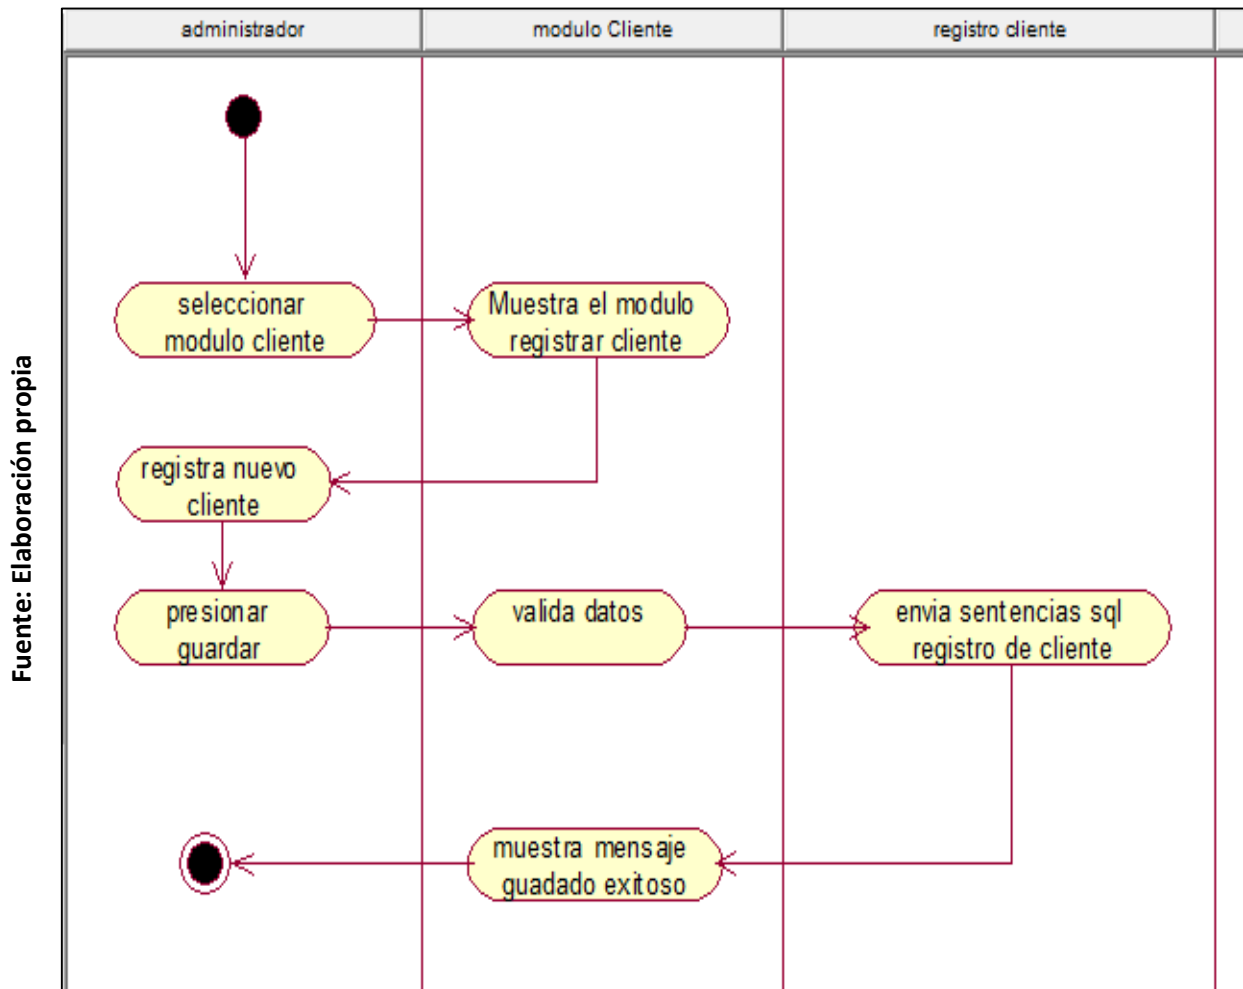 administrador
modulo Cliente
registro cliente
seleccionar
modulo cliente
Muestra el modulo
registrar cliente
registra nuevo
cliente
presionar
guardar
valida datos
envia sentencias sql
registro de cliente
muestra mensaje
guadado exitoso
Fuente: Elaboración propia